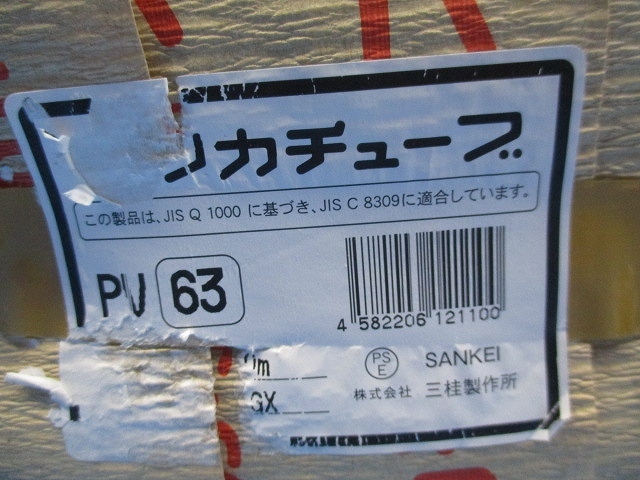 リカチューブ
この製品は、JIS Q 1000 に基づき、JIS C 8309に適合しています。
PV 63
4 582206 121100
m
PS E SANKEI
GX
株式会社 三桂製作所